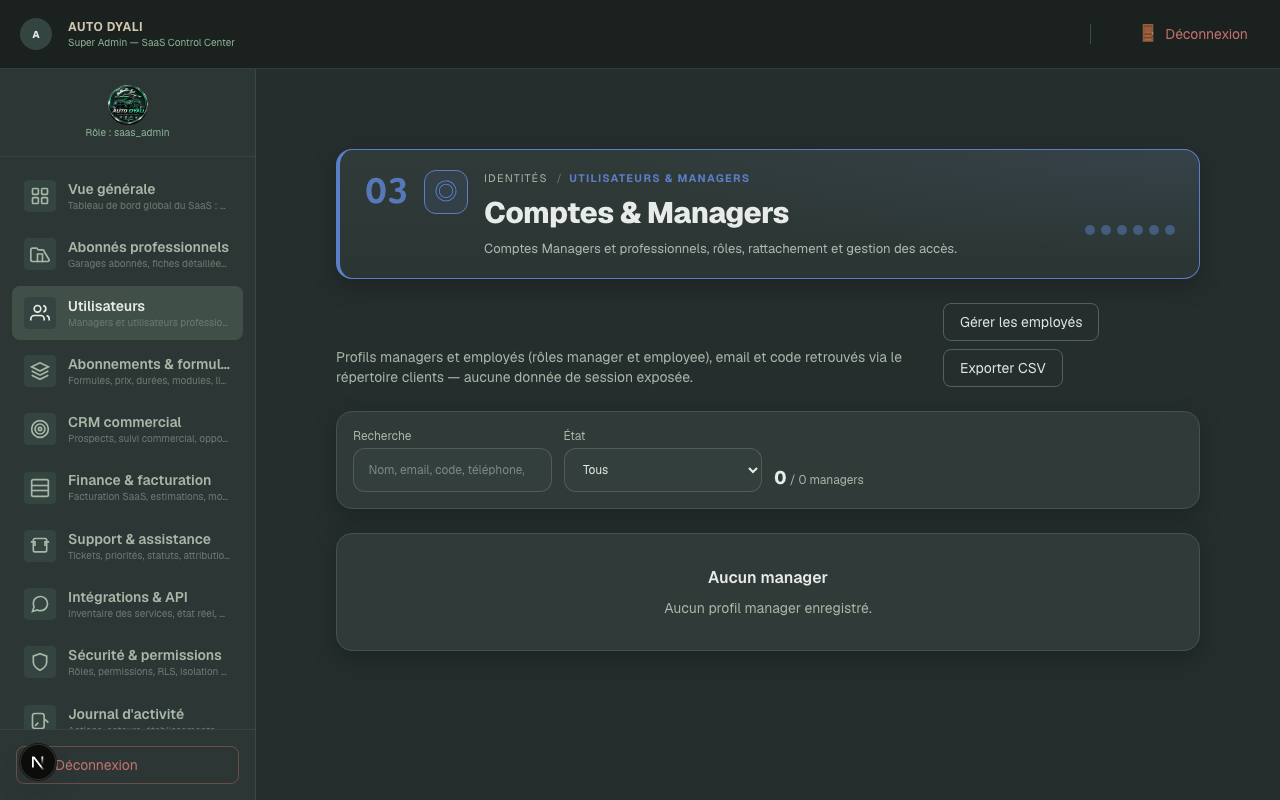 A
AUTO DYALI
Super Admin — SaaS Control Center
Déconnexion
AUTO DYALI
Rôle : saas_admin
Vue générale
Tableau de bord global du SaaS : ...
Abonnés professionnels
Garages abonnés, fiches détaillée...
Utilisateurs
Managers et utilisateurs professio...
Abonnements & formul...
Formules, prix, durées, modules, li...
CRM commercial
Prospects, suivi commercial, oppo...
Finance & facturation
Facturation SaaS, estimations, mo...
Support & assistance
Tickets, priorités, statuts, attributio...
Intégrations & API
Inventaire des services, état réel, ...
Sécurité & permissions
Rôles, permissions, RLS, isolation ...
Journal d'activité
N
Déconnexion
03
IDENTITÉS / UTILISATEURS & MANAGERS
Comptes & Managers
Comptes Managers et professionnels, rôles, rattachement et gestion des accès.
Profils managers et employés (rôles manager et employee), email et code retrouvés via le
répertoire clients — aucune donnée de session exposée.
Gérer les employés
Exporter CSV
Recherche
Nom, email, code, téléphone,
État
Tous
0 / 0 managers
Aucun manager
Aucun profil manager enregistré.